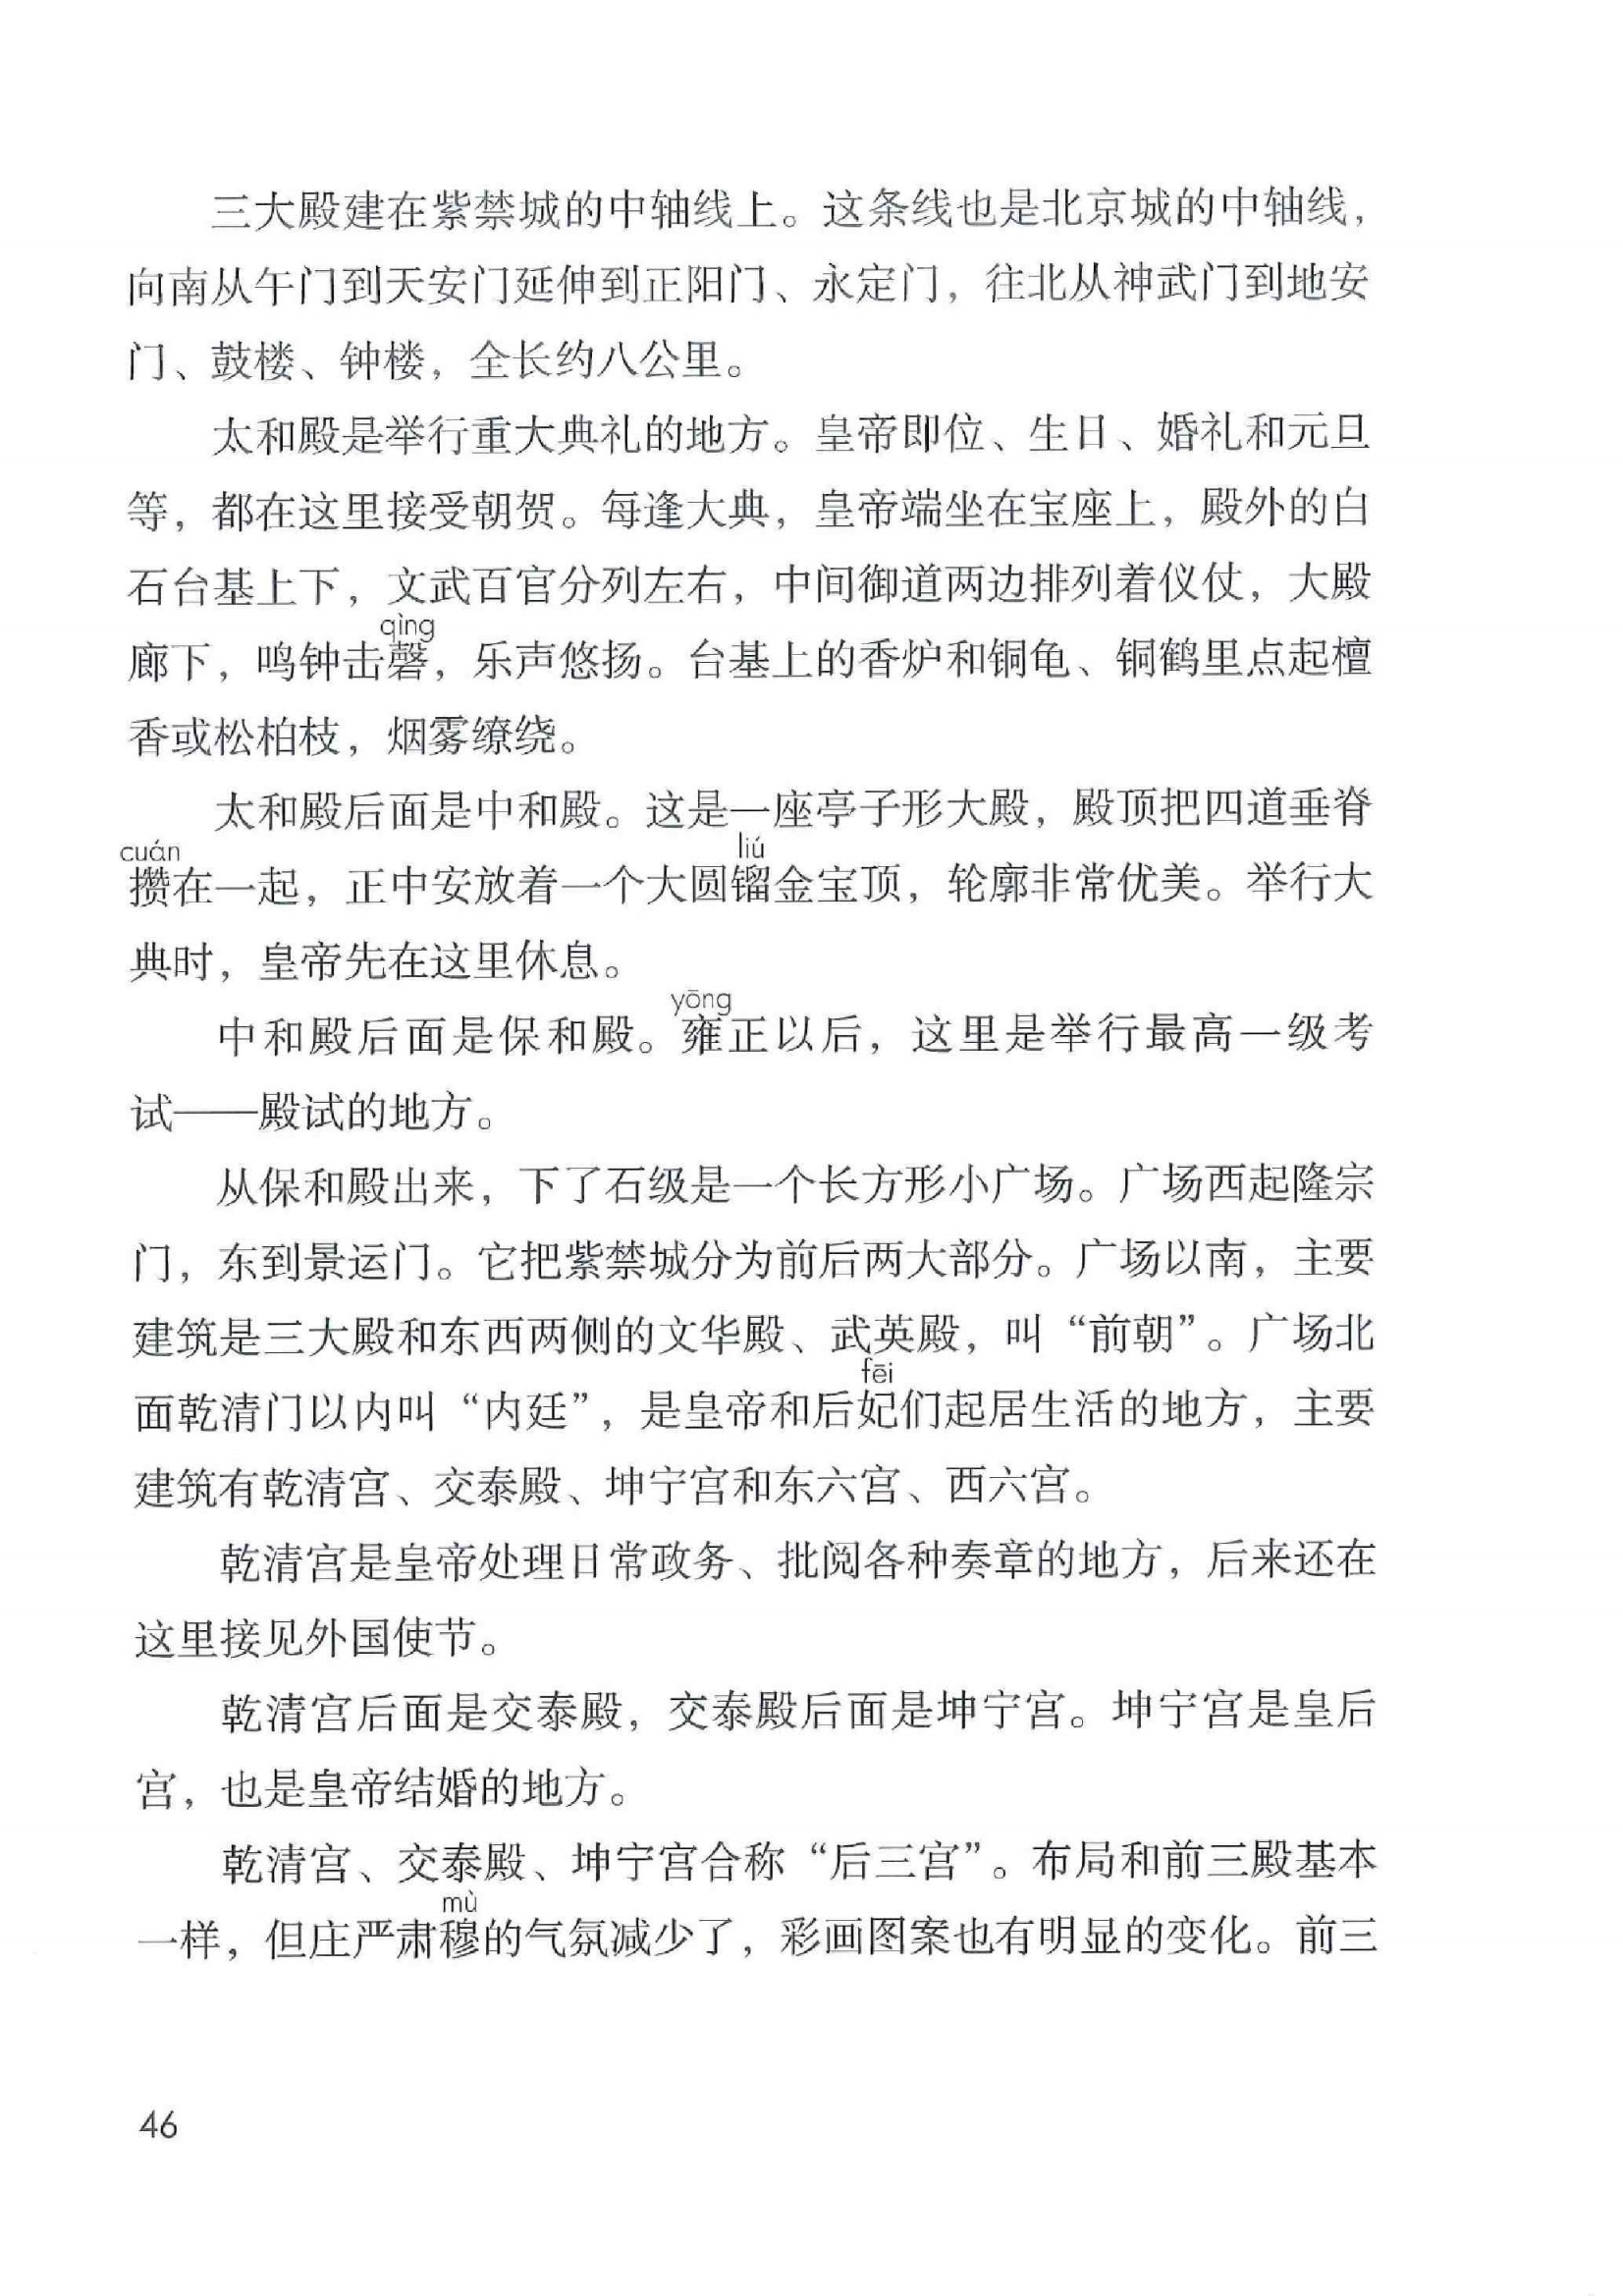 三大殿建在紫禁城的中轴线上。这条线也是北京城的中轴线，
向南从午门到天安门延伸到正阳门、永定门，往北从神武门到地安
门、鼓楼、钟楼，全长约八公里。
太和殿是举行重大典礼的地方。皇帝即位、生日、婚礼和元旦
等，都在这里接受朝贺。每逢大典，皇帝端坐在宝座上，殿外的白
石台基上下，文武百官分列左右，中间御道两边排列着仪仗，大殿
qìng
廊下，鸣钟击磬，乐声悠扬。台基上的香炉和铜龟、铜鹤里点起檀
香或松柏枝，烟雾缭绕。
太和殿后面是中和殿。这是一座亭子形大殿，殿顶把四道垂脊
cuán liú
攒在一起，正中安放着一个大圆镏金宝顶，轮廓非常优美。举行大
典时，皇帝先在这里休息。
yōng
中和殿后面是保和殿。雍正以后，这里是举行最高一级考
试——殿试的地方。
从保和殿出来，下了石级是一个长方形小广场。广场西起隆宗
门，东到景运门。它把紫禁城分为前后两大部分。广场以南，主要
建筑是三大殿和东西两侧的文华殿、武英殿，叫“前朝”。广场北
fēi
面乾清门以内叫“内廷”，是皇帝和后妃们起居生活的地方，主要
建筑有乾清宫、交泰殿、坤宁宫和东六宫、西六宫。
乾清宫是皇帝处理日常政务、批阅各种奏章的地方，后来还在
这里接见外国使节。
乾清宫后面是交泰殿，交泰殿后面是坤宁宫。坤宁宫是皇后
宫，也是皇帝结婚的地方。
乾清宫、交泰殿、坤宁宫合称“后三宫”。布局和前三殿基本
mù
一样，但庄严肃穆的气氛减少了，彩画图案也有明显的变化。前三
46